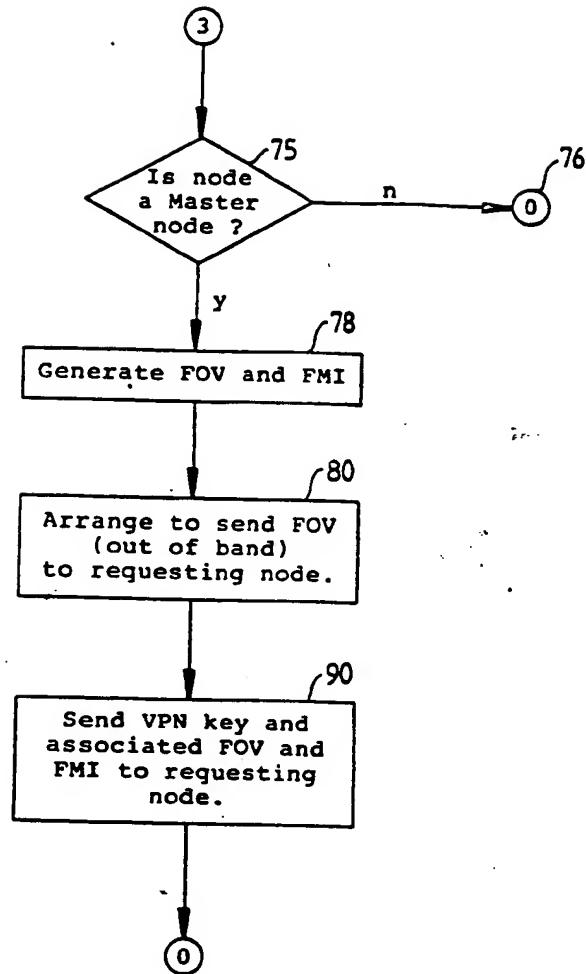 3
75
Is node
a Master
node ?
n
76
0
y
78
Generate FOV and FMI
80
Arrange to send FOV
(out of band)
to requesting node.
90
Send VPN key and
associated FOV and
FMI to requesting
node.
0